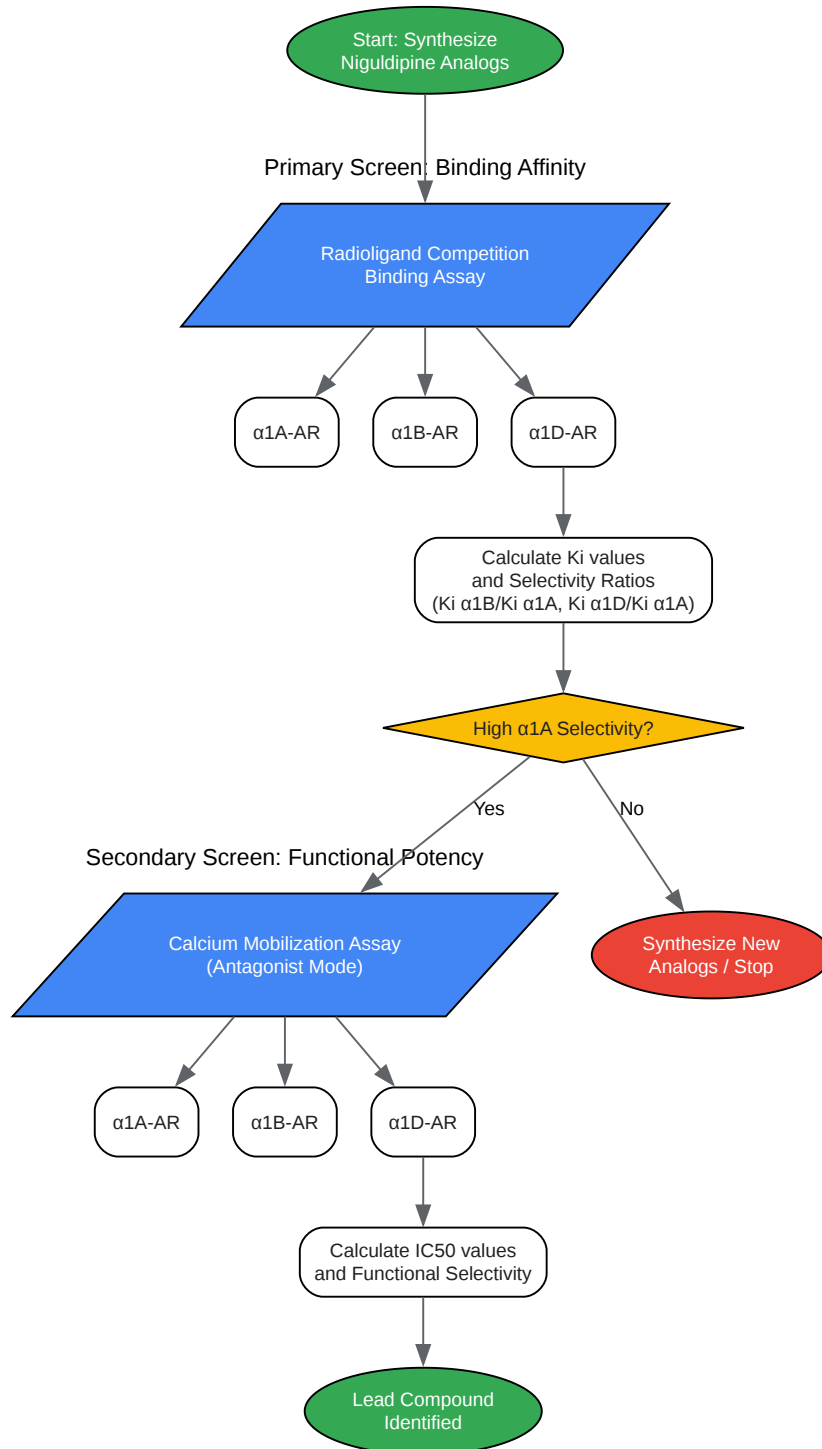 Start: Synthesize
Niguldipine Analogs
Primary Screen: Binding Affinity
Radioligand Competition
Binding Assay
α1A-AR
α1B-AR
α1D-AR
Calculate Ki values
and Selectivity Ratios
(Ki α1B/Ki α1A, Ki α1D/Ki α1A)
High α1A Selectivity?
Yes
No
Secondary Screen: Functional Potency
Calcium Mobilization Assay
(Antagonist Mode)
Synthesize New
Analogs / Stop
α1A-AR
α1B-AR
α1D-AR
Calculate IC50 values
and Functional Selectivity
Lead Compound
Identified